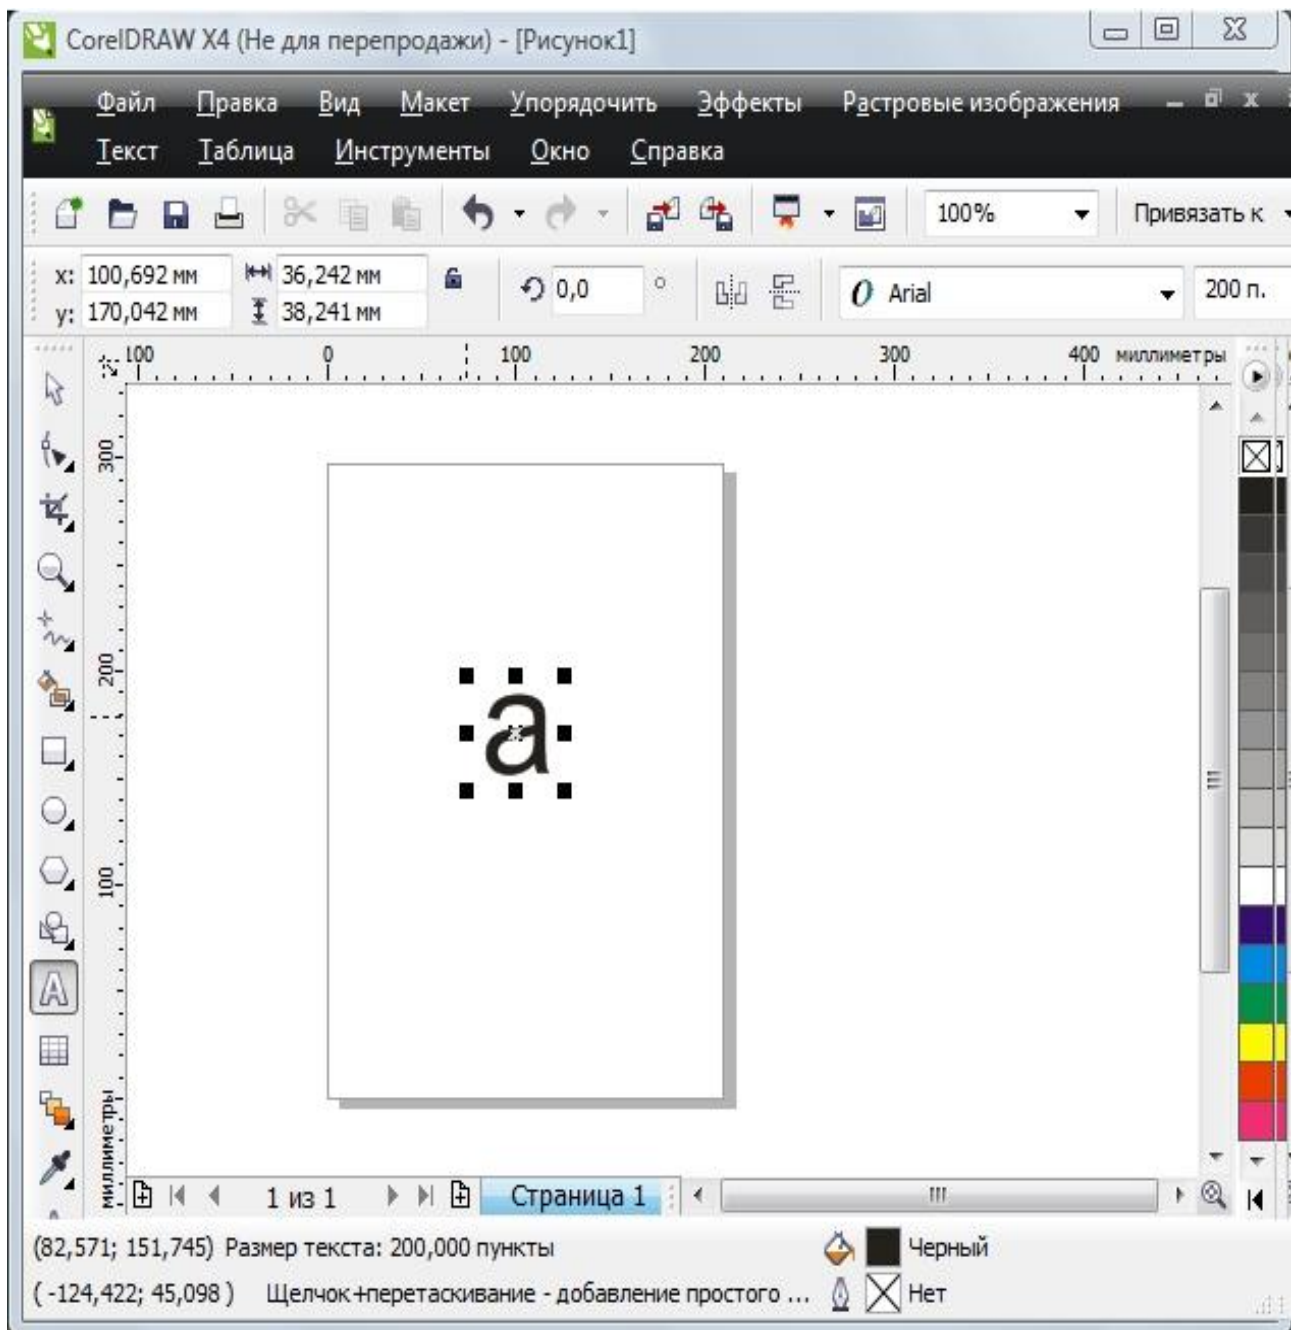 CorelDRAW X4 (Не для перепродажи) - [Рисунок1]
Файл Правка Вид Макет Упорядочить Эффекты Растровые изображения
Текст Таблица Инструменты Окно Справка
100% Привязать к
x: 100,692 мм 36,242 мм 0,0 ° O Arial 200 п.
y: 170,042 мм 38,241 мм
100 0 100 200 300 400 миллиметры
300
200
a
100
миллиметры
1 из 1 Страница 1
(82,571; 151,745) Размер текста: 200,000 пункты Черный
( -124,422; 45,098 ) Щелчок+перетаскивание - добавление простого ... Нет